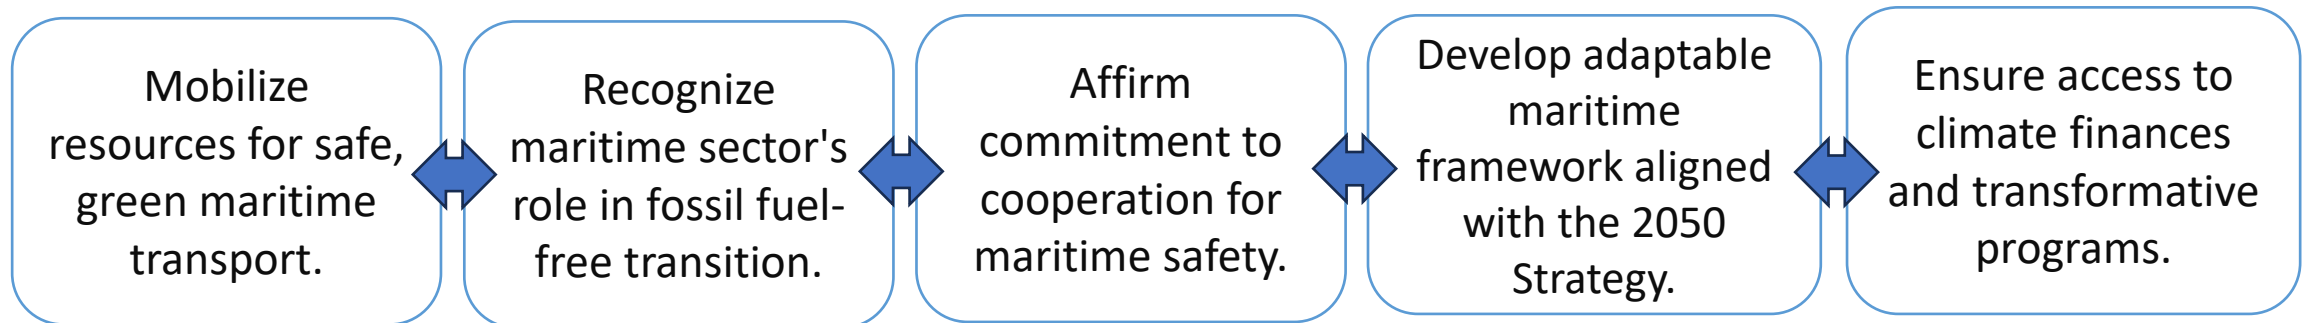 Mobilize
resources for safe,
green maritime
transport.
Recognize
maritime sector's
role in fossil fuel-
free transition.
Affirm
commitment to
cooperation for
maritime safety.
Develop adaptable
maritime
framework aligned
with the 2050
Strategy.
Ensure access to
climate finances
and transformative
programs.